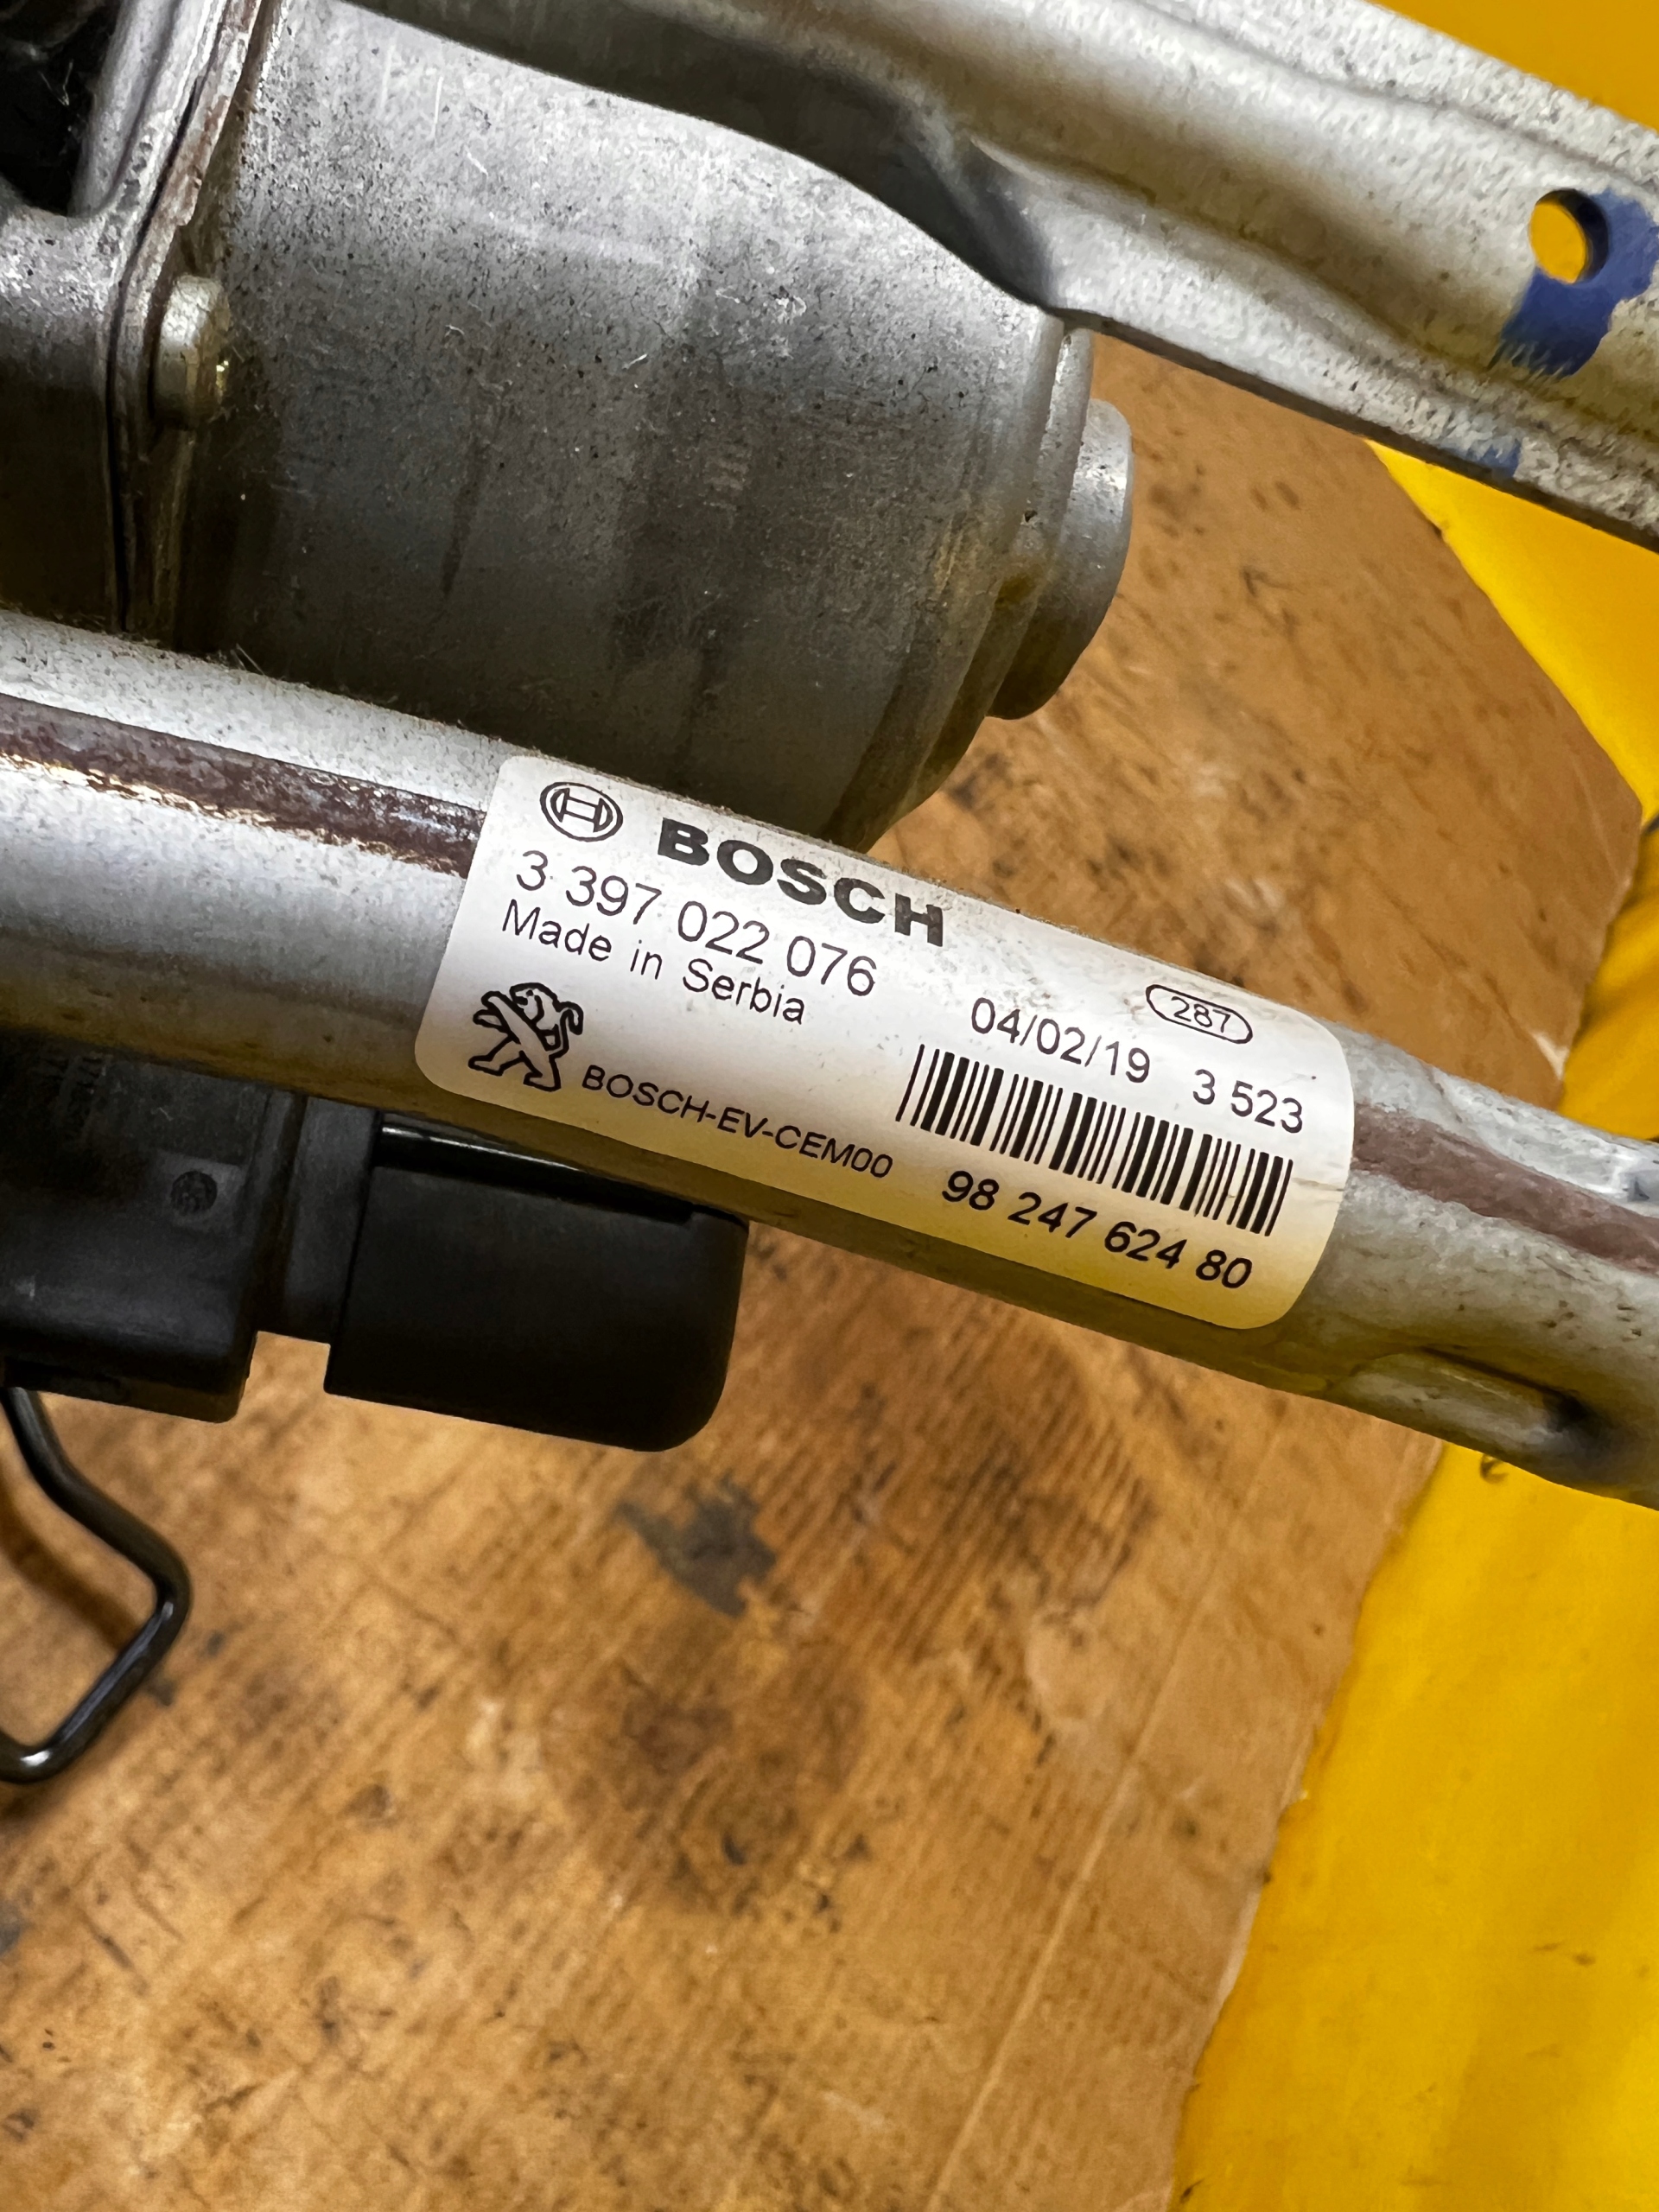 BOSCH
3 397 022 076
Made in Serbia
287
04/02/19 3 523
BOSCH-EV-CEM00
98 247 624 80